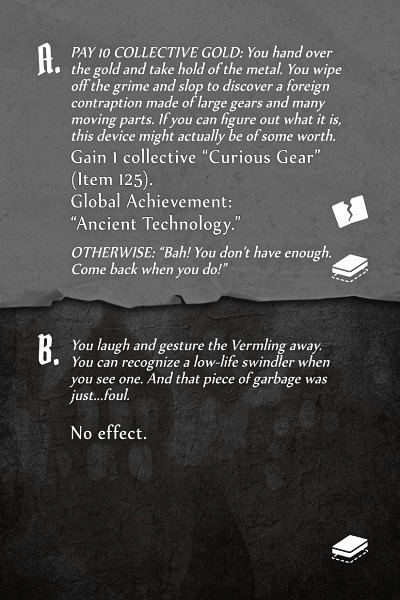 A.
PAY 10 COLLECTIVE GOLD: You hand over
the gold and take hold of the metal. You wipe
off the grime and slop to discover a foreign
contraption made of large gears and many
moving parts. If you can figure out what it is,
this device might actually be of some worth.
Gain 1 collective “Curious Gear”
(Item 125).
Global Achievement:
“Ancient Technology.”
OTHERWISE: “Bah! You don’t have enough.
Come back when you do!”
B.
You laugh and gesture the Vermling away.
You can recognize a low-life swindler when
you see one. And that piece of garbage was
just...foul.
No effect.